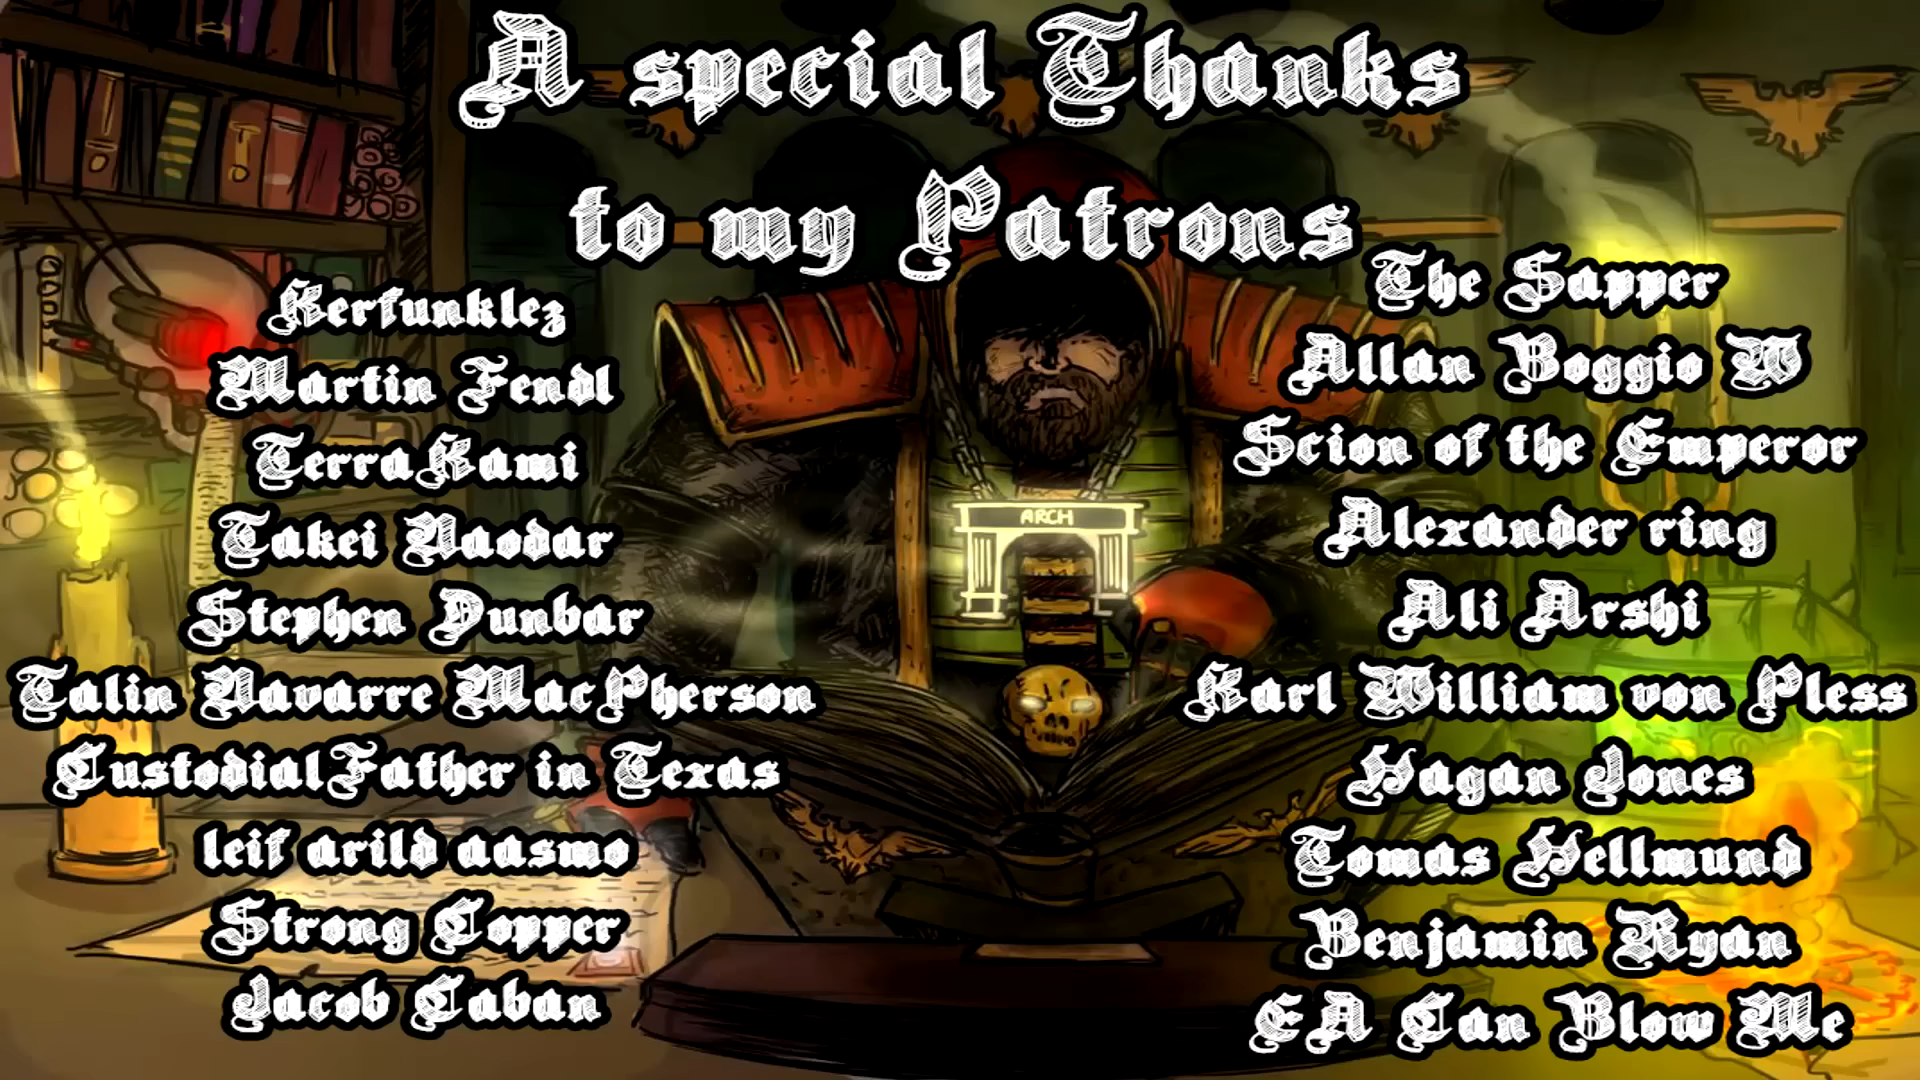 A special Thanks
to my Patrons
Kerfunklez
Martin Fendl
TerraKami
Takei Naodar
Stephen Dunbar
Talin Navarre MacPherson
CustodialFather in Texas
leif arild aasmo
Strong Copper
Jacob Caban
The Sapper
Allan Boggio W
Scion of the Emperor
Alexander ring
Ali Arshi
Karl William von Pless
Hagan Jones
Tomas Hellmund
Benjamin Ryan
EA Can Blow Me
ARCH